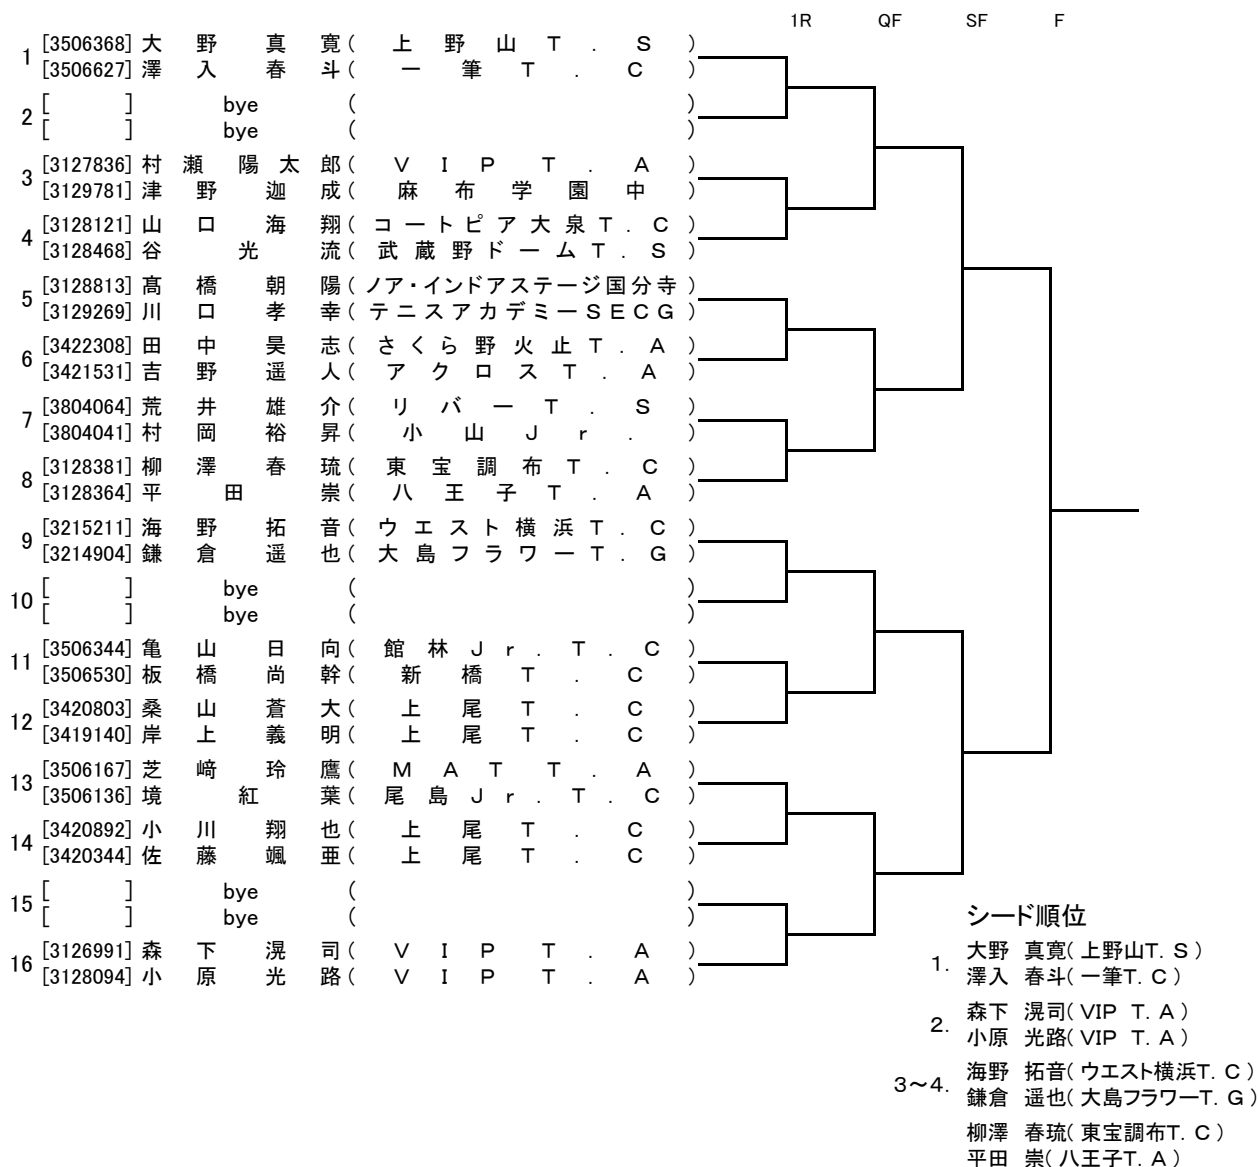 1R QF SF F
1 [3506368] 大野真寛(上野山T.S)
[3506627] 澤入春斗(一筆T.C)
2 [ ] bye ( )
[ ] bye ( )
3 [3127836] 村瀬陽太郎(VIP T.A)
[3129781] 津野迦成(麻布学園中)
4 [3128121] 山口海翔(コートピア大泉T.C)
[3128468] 谷光流(武蔵野ドームT.S)
5 [3128813] 髙橋朝陽(ノア・インドアステージ国分寺)
[3129269] 川口孝幸(テニスアカデミーSECG)
6 [3422308] 田中昊志(さくら野火止T.A)
[3421531] 吉野遥人(アクロスT.A)
7 [3804064] 荒井雄介(リバーT.S)
[3804041] 村岡裕昇(小山Jr.)
8 [3128381] 柳澤春琉(東宝調布T.C)
[3128364] 平田崇(八王子T.A)
9 [3215211] 海野拓音(ウエスト横浜T.C)
[3214904] 鎌倉遥也(大島フラワーT.G)
10 [ ] bye ( )
[ ] bye ( )
11 [3506344] 亀山日向(館林Jr.T.C)
[3506530] 板橋尚幹(新橋T.C)
12 [3420803] 桑山蒼大(上尾T.C)
[3419140] 岸上義明(上尾T.C)
13 [3506167] 芝﨑玲鷹(MAT T.A)
[3506136] 境紅葉(尾島Jr.T.C)
14 [3420892] 小川翔也(上尾T.C)
[3420344] 佐藤颯亜(上尾T.C)
15 [ ] bye ( )
[ ] bye ( )
16 [3126991] 森下滉司(VIP T.A)
[3128094] 小原光路(VIP T.A)
シード順位
1. 大野 真寛(上野山T.S)
澤入 春斗(一筆T.C)
2. 森下 滉司(VIP T.A)
小原 光路(VIP T.A)
3〜4. 海野 拓音(ウエスト横浜T.C)
鎌倉 遥也(大島フラワーT.G)
柳澤 春琉(東宝調布T.C)
平田 崇(八王子T.A)